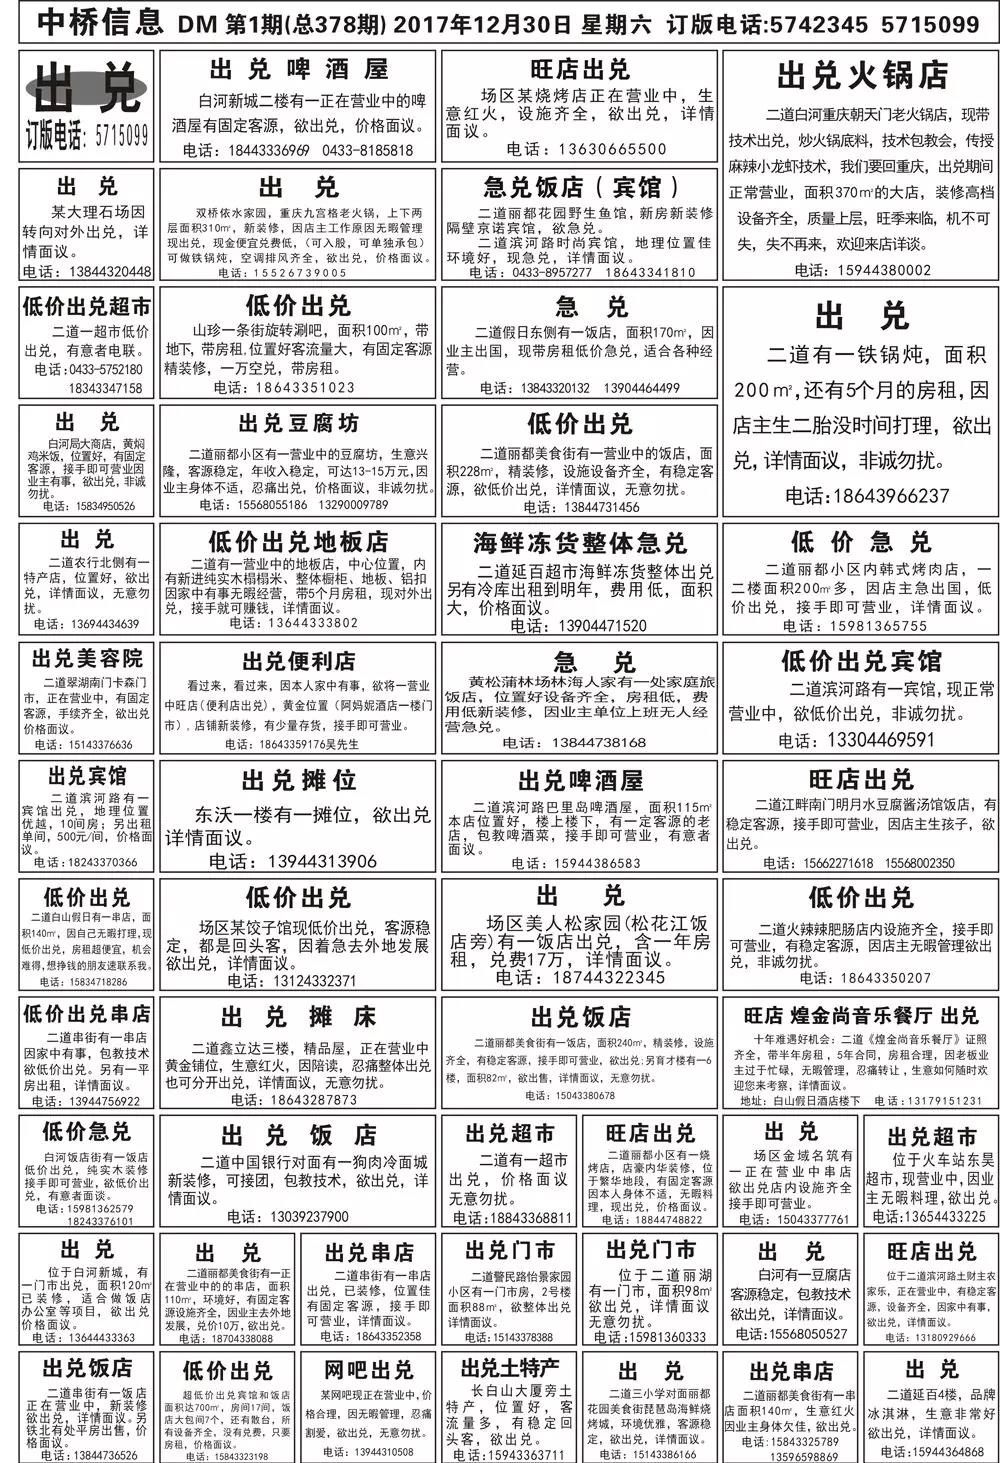 中桥信息 DM 第1期(总378期) 2017年12月30日 星期六 订版电话:5742345 5715099
出兑
订版电话：5715099
出兑啤酒屋
白河新城二楼有一正在营业中的啤
酒屋有固定客源，欲出兑，价格面议。
电话：18443336969 0433-8185818
旺店出兑
场区某烧烤店正在营业中，生
意红火，设施齐全，欲出兑，详情
面议。
电话：13630665500
出兑火锅店
二道白河重庆朝天门老火锅店，现带
技术出兑，炒火锅底料，技术包教会，传授
麻辣小龙虾技术，我们要回重庆，出兑期间
正常营业，面积370㎡的大店，装修高档
设备齐全，质量上层，旺季来临，机不可
失，失不再来，欢迎来店详谈。
电话：15944380002
出 兑
某大理石场因
转向对外出兑，详
情面议。
电话：13844320448
出 兑
双桥依水家园，重庆九宫格老火锅，上下两
层面积310㎡，新装修，因店主工作原因无暇管理
现出兑，现金便宜兑费低，（可入股，可单独承包）
可做铁锅炖，空调排风齐全，欲出兑，价格面议。
电话：15526739005
急兑饭店（宾馆）
二道丽都花园野生鱼馆，新房新装修
隔壁京诺宾馆，欲急兑。
二道滨河路时尚宾馆，地理位置佳
环境好，现急兑，详情面议。
电话：0433-8957277 18643341810
低价出兑超市
二道一超市低价
出兑，有意者电联。
电话:0433-5752180
18343347158
低价出兑
山珍一条街旋转涮吧，面积100㎡，带
地下，带房租，位置好客流量大，有固定客源
精装修，一万空兑，带房租。
电话：18643351023
急 兑
二道假日东侧有一饭店，面积170㎡，因
业主出国，现带房租低价急兑，适合各种经
营。
电话：13843320132 13904464499
出 兑
二道有一铁锅炖，面积
200㎡,还有5个月的房租,因
店主生二胎没时间打理，欲出
兑,详情面议，非诚勿扰。
电话:18643966237
出 兑
白河局大商店，黄焖
鸡米饭，位置好，有固定
客源，接手即可营业因
业主有事，欲出兑，非诚
勿扰。
电话：15834950526
出兑豆腐坊
二道丽都小区有一营业中的豆腐坊，生意兴
隆，客源稳定，年收入稳定，可达13-15万元,因
业主身体不适，忍痛出兑，价格面议，非诚勿扰。
电话：15568055186 13290009789
低价出兑
二道丽都美食街有一营业中的饭店，面
积228㎡，精装修，设施设备齐全，有稳定客
源，欲低价出兑，详情面议，无意勿扰。
电话：13844731456
出 兑
二道农行北侧有一
特产店，位置好，欲出
兑，详情面议，无意勿
扰。
电话：13694434639
低价出兑地板店
二道有一营业中的地板店，中心位置，内
有新进纯实木榻榻米、整体橱柜、地板、铝扣
因家中有事无暇经营，带5个月房租，现对外出
兑，接手就可赚钱，详情面议。
电话：13644333802
海鲜冻货整体急兑
二道延百超市海鲜冻货整体出兑
另有冷库出租到明年，费用低，面积
大，价格面议。
电话：13904471520
低价急兑
二道丽都小区内韩式烤肉店，一
二楼面积200㎡多，因店主急出国，低
价出兑，接手即可营业，详情面议。
电话：15981365755
出兑美容院
二道翠湖南门卡森门
市，正在营业中，有固定
客源，手续齐全，欲出兑
价格面议。
电话：15143376636
出兑便利店
看过来，看过来，因本人家中有事，欲将一营业
中旺店(便利店出兑)，黄金位置（阿妈妮酒店一楼门
市），店铺新装修，有少量存货，接手即可营业。
电话：18643359176吴先生
急 兑
黄松蒲林场林海人家有一处家庭旅
饭店，位置好设备齐全，房租低，费
用低新装修，因业主单位上班无人经
营急兑。
电话：13844738168
低价出兑宾馆
二道滨河路有一宾馆，现正常
营业中，欲低价出兑，非诚勿扰。
电话：13304469591
出兑宾馆
二道滨河路有一
宾馆出兑，地理位置
优越，10间房；另出租
单间，500元/间，价格面
议。
电话:18243370366
出兑摊位
东沃一楼有一摊位，欲出兑
详情面议。
电话：13944313906
出兑啤酒屋
二道滨河路巴里岛啤酒屋，面积115㎡
本店位置好，楼上楼下，有一定客源的老
店，包教啤酒菜，接手即可营业，有意者
面议。
电话：15944386583
旺店出兑
二道江畔南门明月水豆腐酱汤馆饭店，有
稳定客源，接手即可营业，因店主生孩子，欲出
兑。
电话：15662271618 15568002350
低价出兑
二道白山假日有一串店，面
积140㎡，因自己无暇打理,现
低价出兑，房租超便宜，机会
难得,想挣钱的朋友速联系我。
电话：15834718286
低价出兑
场区某饺子馆现低价出兑，客源稳
定，都是回头客，因着急去外地发展
欲出兑，详情面议。
电话：13124332371
出 兑
场区美人松家园(松花江饭
店旁)有一饭店出兑，含一年房
租，兑费17万，详情面议。
电话：18744322345
低价出兑
二道火辣辣肥肠店内设施齐全，接手即
可营业，有稳定客源，因店主无暇管理欲出
兑，非诚勿扰。
电话：18643350207
低价出兑串店
二道串街有一串店
因家中有事，包教技术
欲低价出兑。另有一平
房出租，详情面议。
电话：13944756922
出兑摊床
二道鑫立达三楼，精品屋，正在营业中
黄金铺位，生意红火，因陪读，忍痛整体出兑
也可分开出兑，详情面议，无意勿扰。
电话：18643287873
出兑饭店
二道丽都美食街有一饭店，面积240㎡，精装修，设施
齐全，有稳定客源，接手即可营业，欲出兑;另育才楼有一6
楼，面积82㎡，欲出售，详情面议，无意勿扰。
电话：15043380678
旺店 煌金尚音乐餐厅 出兑
十年难遇好机会：二道《煌金尚音乐餐厅》证照
齐全，带半年房租，5年合同，房租合理，因老板业
主过于忙碌，无暇管理，忍痛转让，生意如何随时欢
迎您来考察，详情面议。
地址：白山假日酒店楼下 电话:13179151231
低价急兑
白河饭店街有一饭店
低价出兑，纯实木装修
接手即可营业，欲低价出
兑，有意者面谈。
电话：15981362579
18243376101
出兑饭店
二道中国银行对面有一狗肉冷面城
新装修，可接团，包教技术，欲出兑，详
情面议。
电话：13039237900
出兑超市
二道有一超市
出兑，价格面议
无意勿扰。
电话:18843368811
旺店出兑
二道丽都小区有一烧
烤店，店豪内华装修，位
于繁华地段，有固定客源
因本人身体不适，无暇料
理，现出兑，价格面议。
电话:18844748822
出 兑
场区金域名筑有
一正在营业中串店
欲出兑店内设施齐全
接手即可营业。
电话：15043377761
出兑超市
位于火车站东昊
超市,现营业中,因业
主无暇料理,欲出兑。
电话:13654433225
出 兑
位于白河新城，有
一门市出兑，面积120㎡
已装修，适合做饭店
办公室等项目，欲出兑
价格面议。
电话：13644433363
出 兑
二道丽都美食街有一正
在营业中的的串店，面积
110㎡，环境好，有固定客
源设施齐全，因业主去外地
发展，兑价10万，欲出兑。
电话：18704338088
出兑串店
二道串街有一串店
出兑，已装修，位置佳
有固定客源，接手即
可营业，详情面议。
电话：18643352358
出兑门市
二道警民路怡景家园
小区有一门市房，2号楼
面积88㎡，欲整体出兑
详情面议。
电话：15143378388
出兑门市
位于二道丽湖
有一门市，面积98㎡
欲出兑，详情面议
无意勿扰。
电话:15981360333
出 兑
白河有一豆腐店
客源稳定，包教技术
欲出兑，详情面议。
电话:15568050527
旺店出兑
位于二道滨河路土财主农
家乐，正在营业中，有稳定客
源，设备齐全，因家中有事，
欲出兑，详情面议。
电话：13180929666
出兑饭店
二道串街有一饭店
正在营业中，新装修
欲出兑，详情面议。另
铁北有处平房出售，价
格面议。
电话：13844736526
低价出兑
超低价出兑宾馆和饭店
面积达700㎡，房间17间，饭
店大包间7个，还有散台，所
有设备齐全，没有兑费，只要
房租，价格面议。
电话：15843323198
网吧出兑
某网吧现正在营业中,价
格合理，因无暇管理，忍痛
割爱，欲出兑，无意勿扰。
电话：13944310508
出兑土特产
长白山大厦旁土
特产，位置好，客
流量多，有稳定回
头客，欲出兑。
电话：15943363711
出 兑
二道三小学对面丽都
花园美食街琵琶岛海鲜烧
烤城，环境优雅，客源稳
定，欲出兑，详情面议。
电话：15143386166
出兑串店
二道丽都美食街有一串
店面积140㎡，生意红火
因业主身体欠佳，欲出兑。
电话:15843325789
13596598869
出 兑
二道延百4楼，品牌
冰淇淋，生意非常好
欲出兑，详情面议。
电话:15944364868